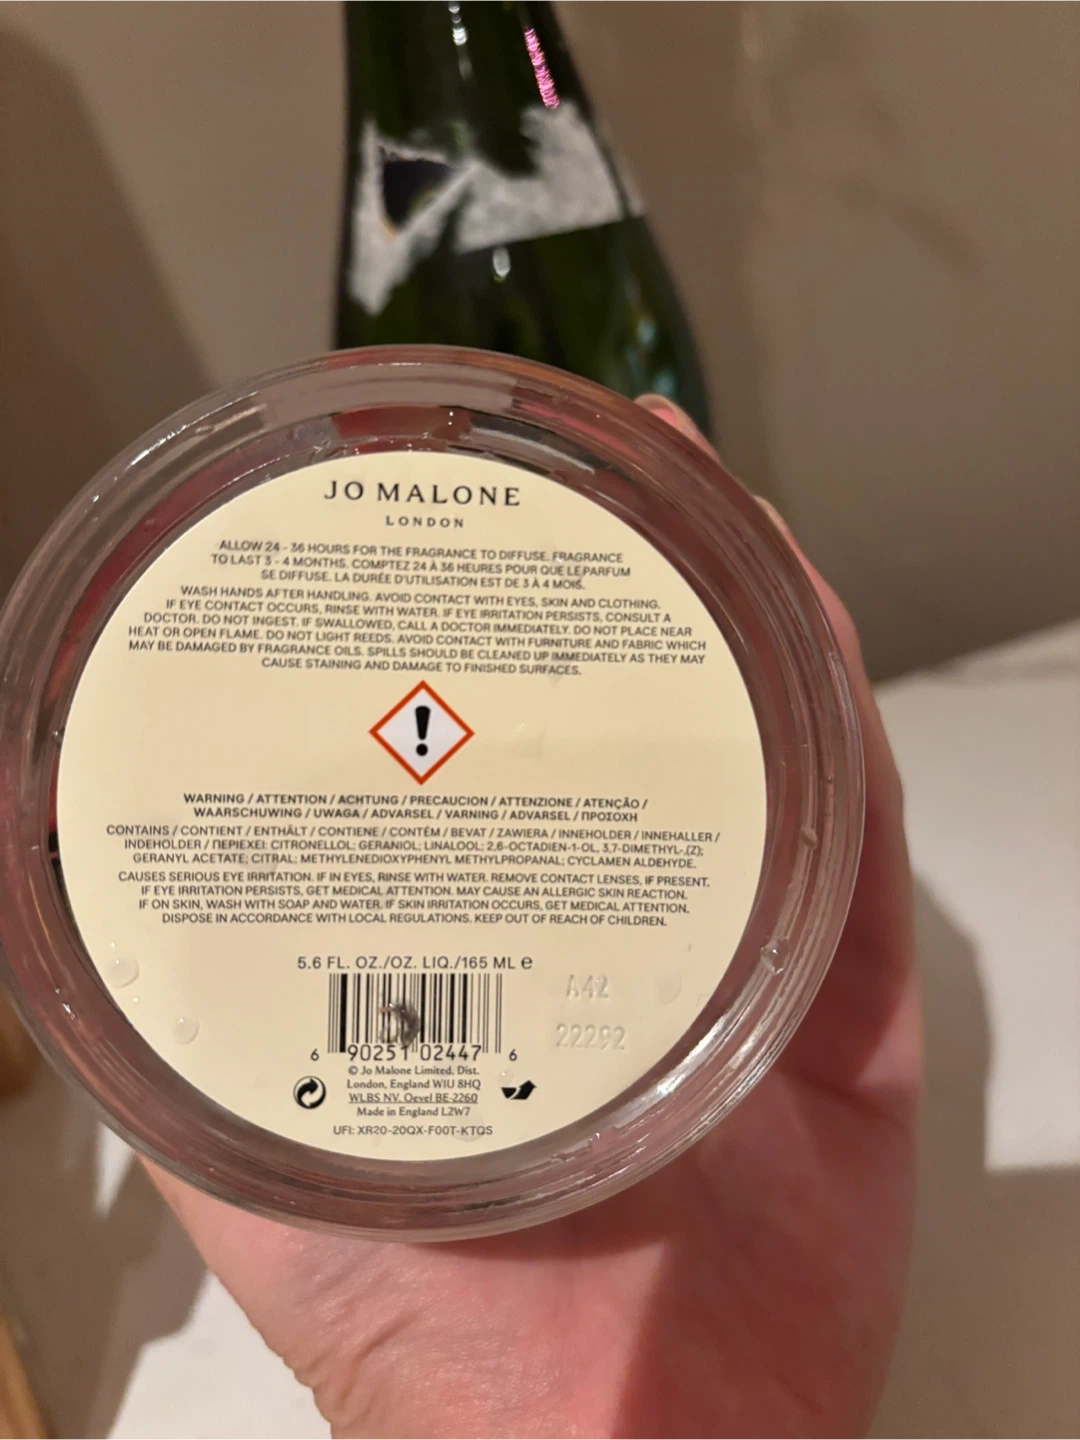 JO MALONE
LONDON
ALLOW 24 - 36 HOURS FOR THE FRAGRANCE TO DIFFUSE. FRAGRANCE
TO LAST 3 - 4 MONTHS. COMPTEZ 24 À 36 HEURES POUR QUE LE PARFUM
SE DIFFUSE. LA DURÉE D'UTILISATION EST DE 3 À 4 MOIS.
WASH HANDS AFTER HANDLING. AVOID CONTACT WITH EYES, SKIN AND CLOTHING.
IF EYE CONTACT OCCURS, RINSE WITH WATER. IF EYE IRRITATION PERSISTS, CONSULT A
DOCTOR. DO NOT INGEST. IF SWALLOWED, CALL A DOCTOR IMMEDIATELY. DO NOT PLACE NEAR
HEAT OR OPEN FLAME. DO NOT LIGHT REEDS. AVOID CONTACT WITH FURNITURE AND FABRIC WHICH
MAY BE DAMAGED BY FRAGRANCE OILS. SPILLS SHOULD BE CLEANED UP IMMEDIATELY AS THEY MAY
CAUSE STAINING AND DAMAGE TO FINISHED SURFACES.
WARNING / ATTENTION / ACHTUNG / PRECAUCION / ATTENZIONE / ATENÇÃO /
WAARSCHUWING / UWAGA / ADVARSEL / VARNING / ADVARSEL / ΠΡΟΣΟΧΗ
CONTAINS / CONTIENT / ENTHÄLT / CONTIENE / CONTÉM / BEVAT / ZAWIERA / INNEHOLDER / INNEHALLER /
INDEHOLDER / ΠΕΡΙΕΧΕΙ: CITRONELLOL; GERANIOL; LINALOOL; 2,6-OCTADIEN-1-OL, 3,7-DIMETHYL-,(Z);
GERANYL ACETATE; CITRAL; METHYLENEDIOXYPHENYL METHYLPROPANAL; CYCLAMEN ALDEHYDE.
CAUSES SERIOUS EYE IRRITATION. IF IN EYES, RINSE WITH WATER. REMOVE CONTACT LENSES, IF PRESENT.
IF EYE IRRITATION PERSISTS, GET MEDICAL ATTENTION. MAY CAUSE AN ALLERGIC SKIN REACTION.
IF ON SKIN, WASH WITH SOAP AND WATER. IF SKIN IRRITATION OCCURS, GET MEDICAL ATTENTION.
DISPOSE IN ACCORDANCE WITH LOCAL REGULATIONS. KEEP OUT OF REACH OF CHILDREN.
5.6 FL. OZ./OZ. LIQ./165 ML ℮
A42
22292
6 90251 02447 6
© Jo Malone Limited, Dist.
London, England W1U 8HQ
WLBS NV. Oevel BE-2260
Made in England L2W7
UFI: XR20-20QX-F00T-KTQS